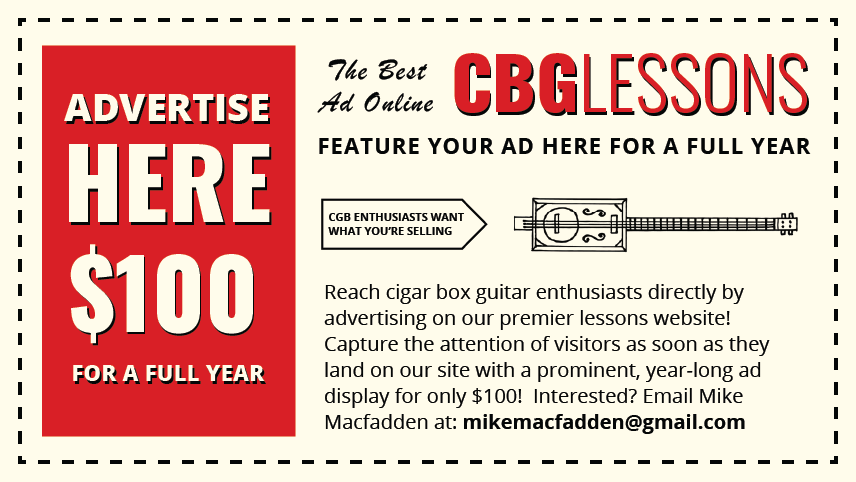 ADVERTISE
HERE
$100
FOR A FULL YEAR
The Best
Ad Online
CBGLESSONS
FEATURE YOUR AD HERE FOR A FULL YEAR
CGB ENTHUSIASTS WANT
WHAT YOU'RE SELLING
Reach cigar box guitar enthusiasts directly by
advertising on our premier lessons website!
Capture the attention of visitors as soon as they
land on our site with a prominent, year-long ad
display for only $100!  Interested? Email Mike
Macfadden at: mikemacfadden@gmail.com